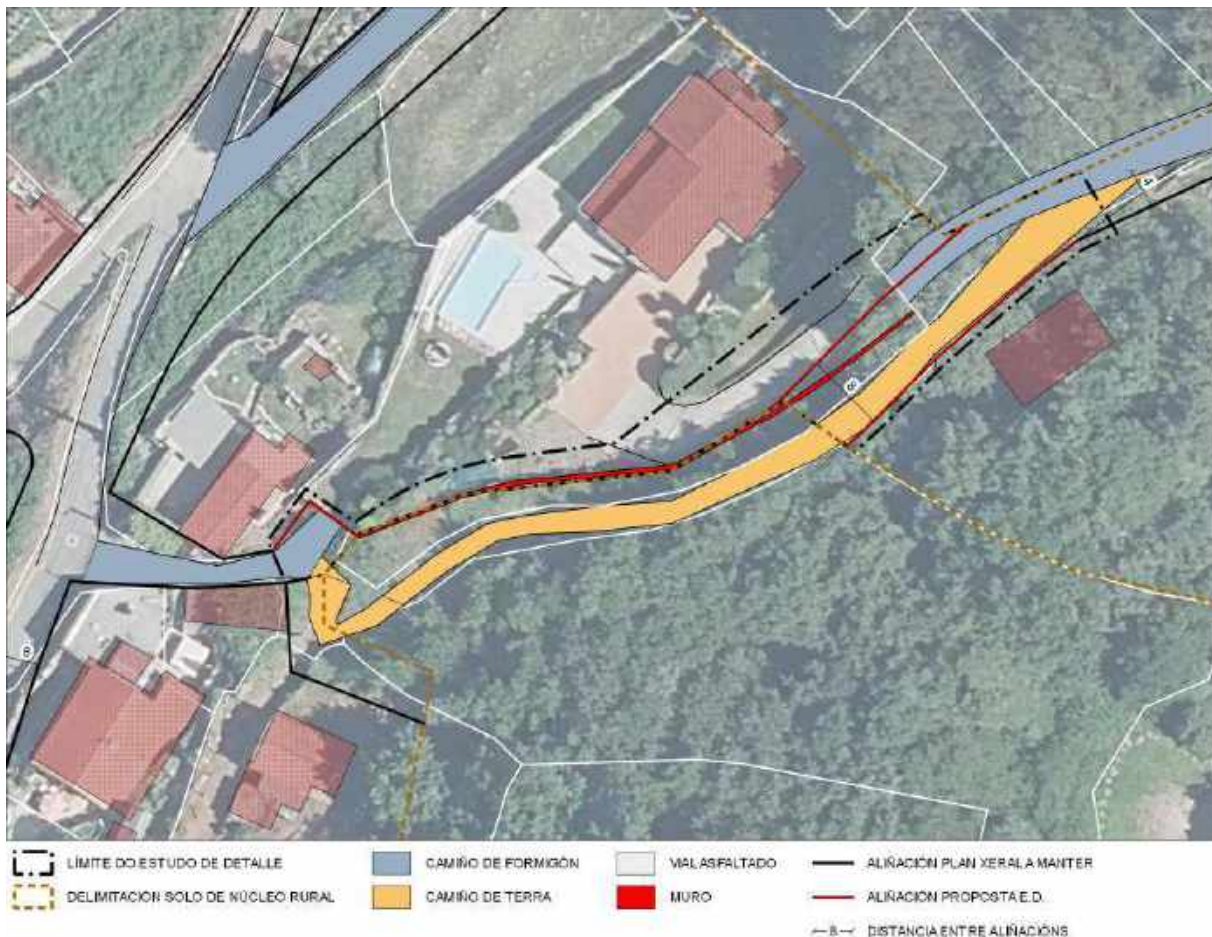 LÍMITE DO ESTUDO DE DETALLE
DELIMITACIÓN SOLO DE NÚCLEO RURAL
CAMIÑO DE FORMIGÓN
CAMIÑO DE TERRA
VIAL ASFALTADO
MURO
ALIÑACIÓN PLAN XERAL A MANTER
ALIÑACIÓN PROPOSTA E.D.
8 DISTANCIA ENTRE ALIÑACIÓNS